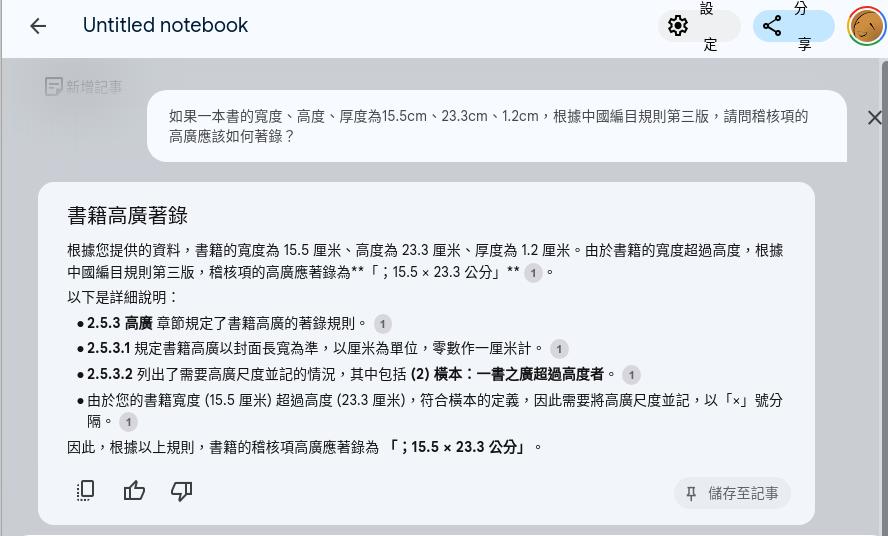 Untitled notebook
設定
分享
新增記事
如果一本書的寬度、高度、厚度為15.5cm、23.3cm、1.2cm，根據中國編目規則第三版，請問稽核項的
高廣應該如何著錄？
書籍高廣著錄
根據您提供的資料，書籍的寬度為 15.5 厘米、高度為 23.3 厘米、厚度為 1.2 厘米。由於書籍的寬度超過高度，根據
中國編目規則第三版，稽核項的高廣應著錄為**「；15.5 × 23.3 公分」** 1 。
以下是詳細說明：
● 2.5.3 高廣 章節規定了書籍高廣的著錄規則。 1
● 2.5.3.1 規定書籍高廣以封面長寬為準，以厘米為單位，零數作一厘米計。 1
● 2.5.3.2 列出了需要高廣尺度並記的情況，其中包括 (2) 橫本：一書之廣超過高度者。 1
● 由於您的書籍寬度 (15.5 厘米) 超過高度 (23.3 厘米)，符合橫本的定義，因此需要將高廣尺度並記，以「×」號分
隔。 1
因此，根據以上規則，書籍的稽核項高廣應著錄為 「；15.5 × 23.3 公分」。
儲存至記事